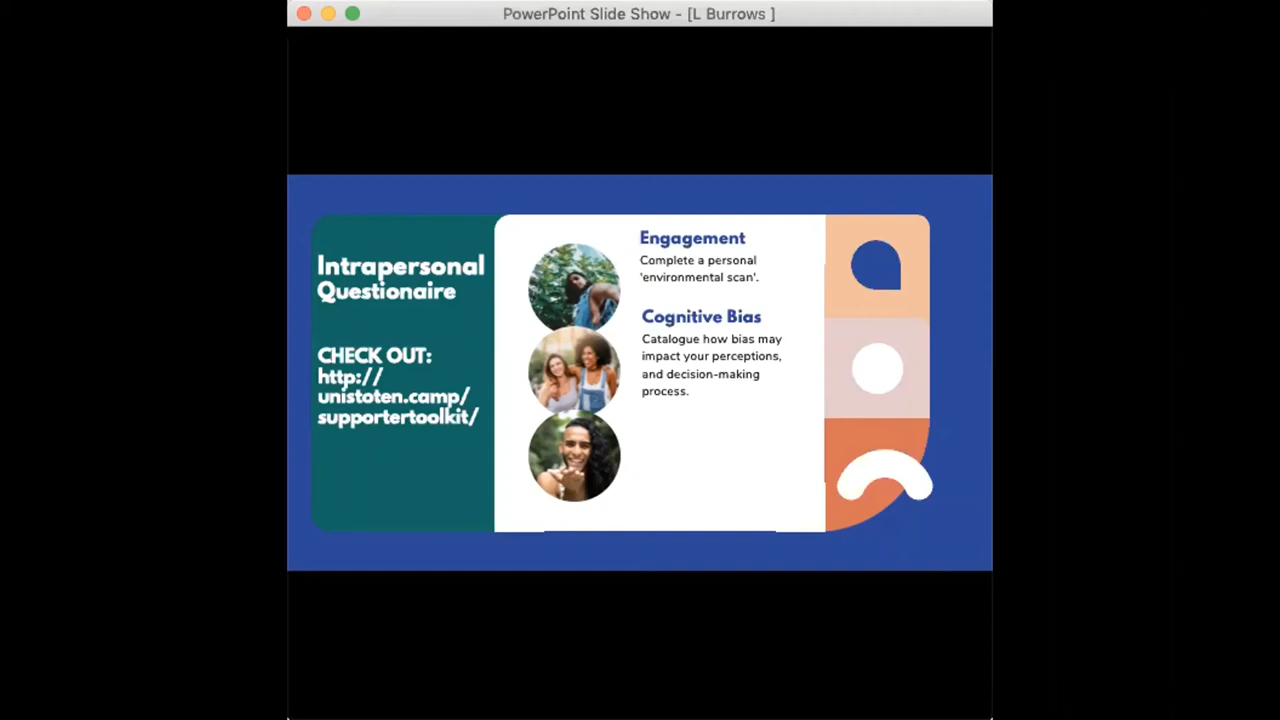 PowerPoint Slide Show - [L Burrows ]
Intrapersonal
Questionaire
CHECK OUT:
http://
unistoten.camp/
supportertoolkit/
Engagement
Complete a personal
'environmental scan'.
Cognitive Bias
Catalogue how bias may
impact your perceptions,
and decision-making
process.